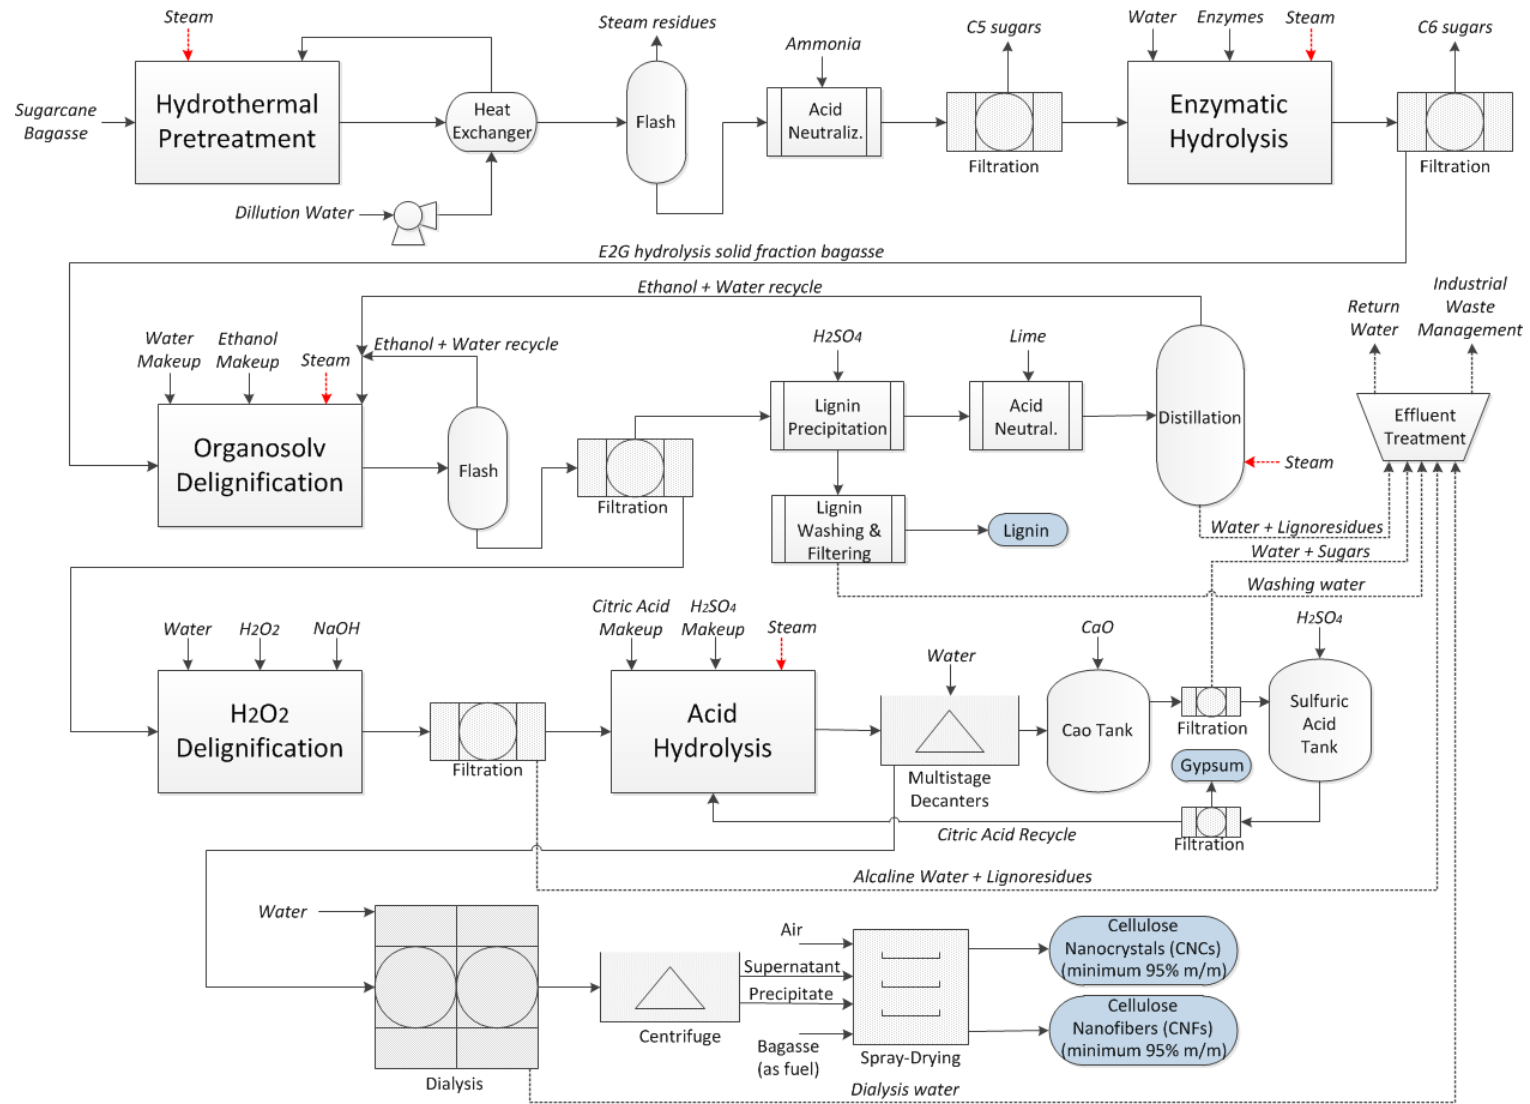 Steam
Sugarcane
Bagasse
Hydrothermal
Pretreatment
Heat
Exchanger
Dillution Water
Steam residues
Flash
Ammonia
Acid
Neutraliz.
C5 sugars
Filtration
Water
Enzymes
Steam
Enzymatic
Hydrolysis
C6 sugars
Filtration
E2G hydrolysis solid fraction bagasse
Ethanol + Water recycle
Water
Makeup
Ethanol
Makeup
Steam
Ethanol + Water recycle
Organosolv
Delignification
Flash
Filtration
H2SO4
Lignin
Precipitation
Lime
Acid
Neutral.
Distillation
Steam
Return
Water
Industrial
Waste
Management
Effluent
Treatment
Lignin
Washing &
Filtering
Lignin
Water + Lignoresidues
Water + Sugars
Washing water
Water
H2O2
NaOH
H2O2
Delignification
Filtration
Citric Acid
Makeup
H2SO4
Makeup
Steam
Acid
Hydrolysis
Water
Multistage
Decanters
CaO
Cao Tank
Filtration
H2SO4
Sulfuric
Acid
Tank
Gypsum
Filtration
Citric Acid Recycle
Alcaline Water + Lignoresidues
Water
Dialysis
Centrifuge
Air
Supernatant
Precipitate
Bagasse
(as fuel)
Spray-Drying
Cellulose
Nanocrystals (CNCs)
(minimum 95% m/m)
Cellulose
Nanofibers (CNFs)
(minimum 95% m/m)
Dialysis water